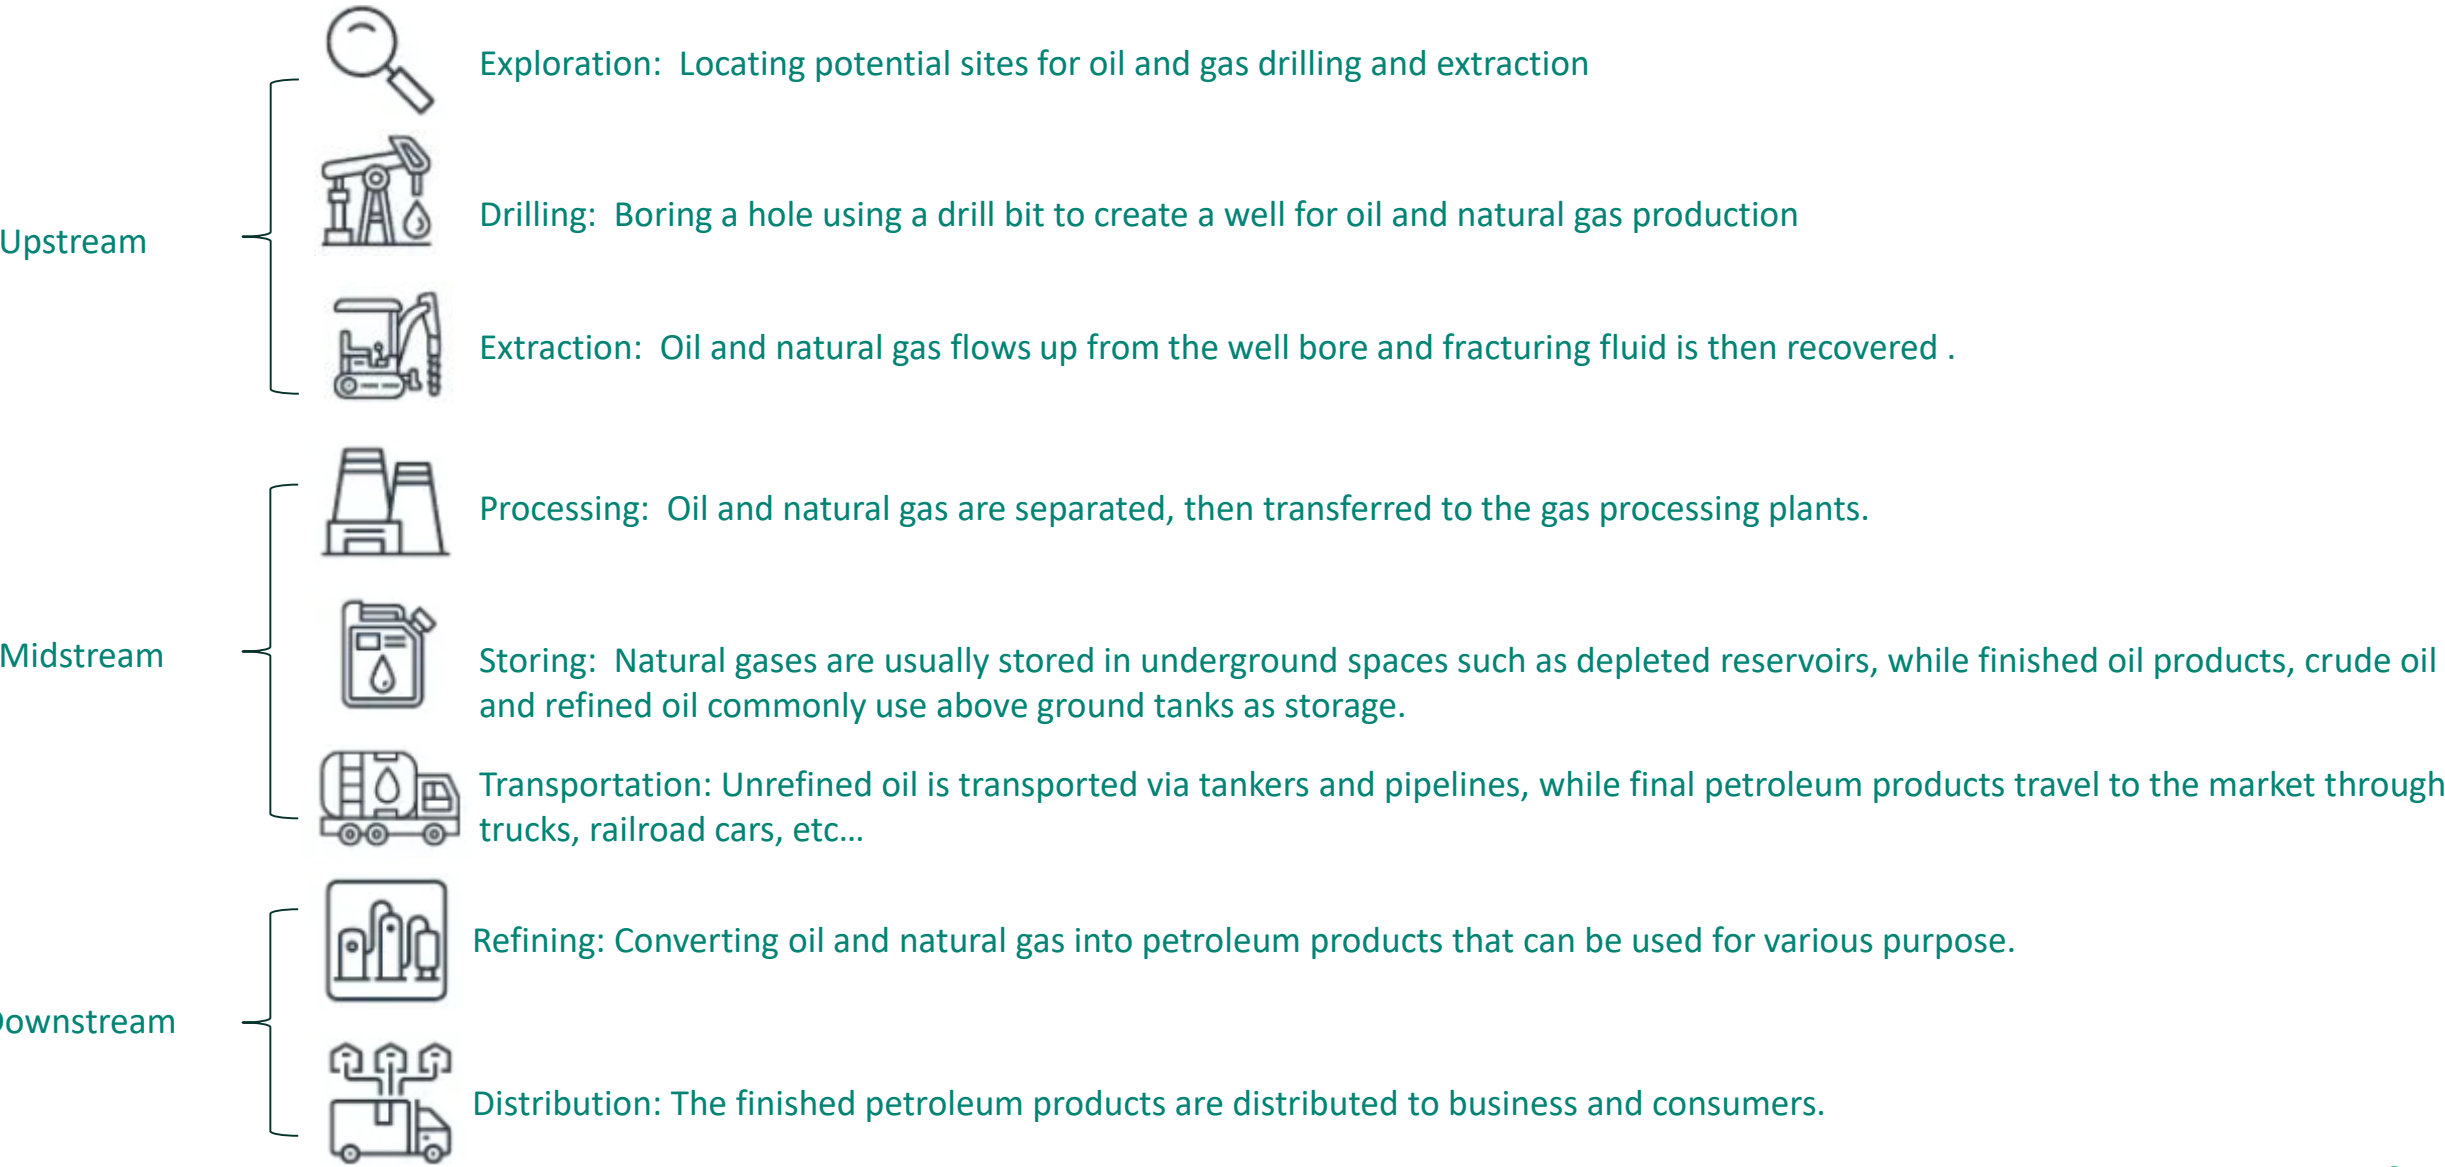 Exploration:  Locating potential sites for oil and gas drilling and extraction
Drilling:  Boring a hole using a drill bit to create a well for oil and natural gas production
Upstream
Extraction:  Oil and natural gas flows up from the well bore and fracturing fluid is then recovered .
Processing:  Oil and natural gas are separated, then transferred to the gas processing plants.
Midstream
Storing:  Natural gases are usually stored in underground spaces such as depleted reservoirs, while finished oil products, crude oil
and refined oil commonly use above ground tanks as storage.
Transportation: Unrefined oil is transported via tankers and pipelines, while final petroleum products travel to the market through
trucks, railroad cars, etc…
Refining: Converting oil and natural gas into petroleum products that can be used for various purpose.
Downstream
Distribution: The finished petroleum products are distributed to business and consumers.